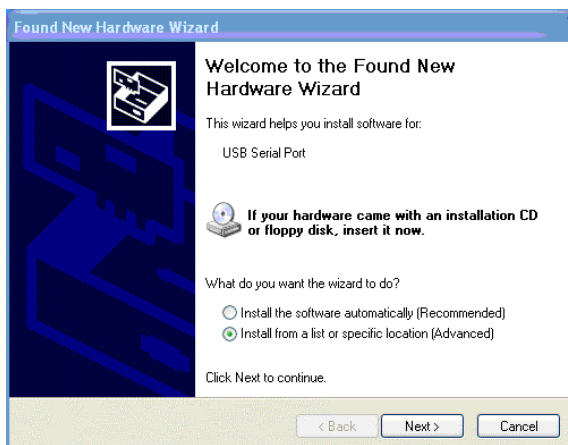 Found New Hardware Wizard
Welcome to the Found New
Hardware Wizard
This wizard helps you install software for:
USB Serial Port
If your hardware came with an installation CD
or floppy disk, insert it now.
What do you want the wizard to do?
Install the software automatically (Recommended)
Install from a list or specific location (Advanced)
Click Next to continue.
< Back Next > Cancel